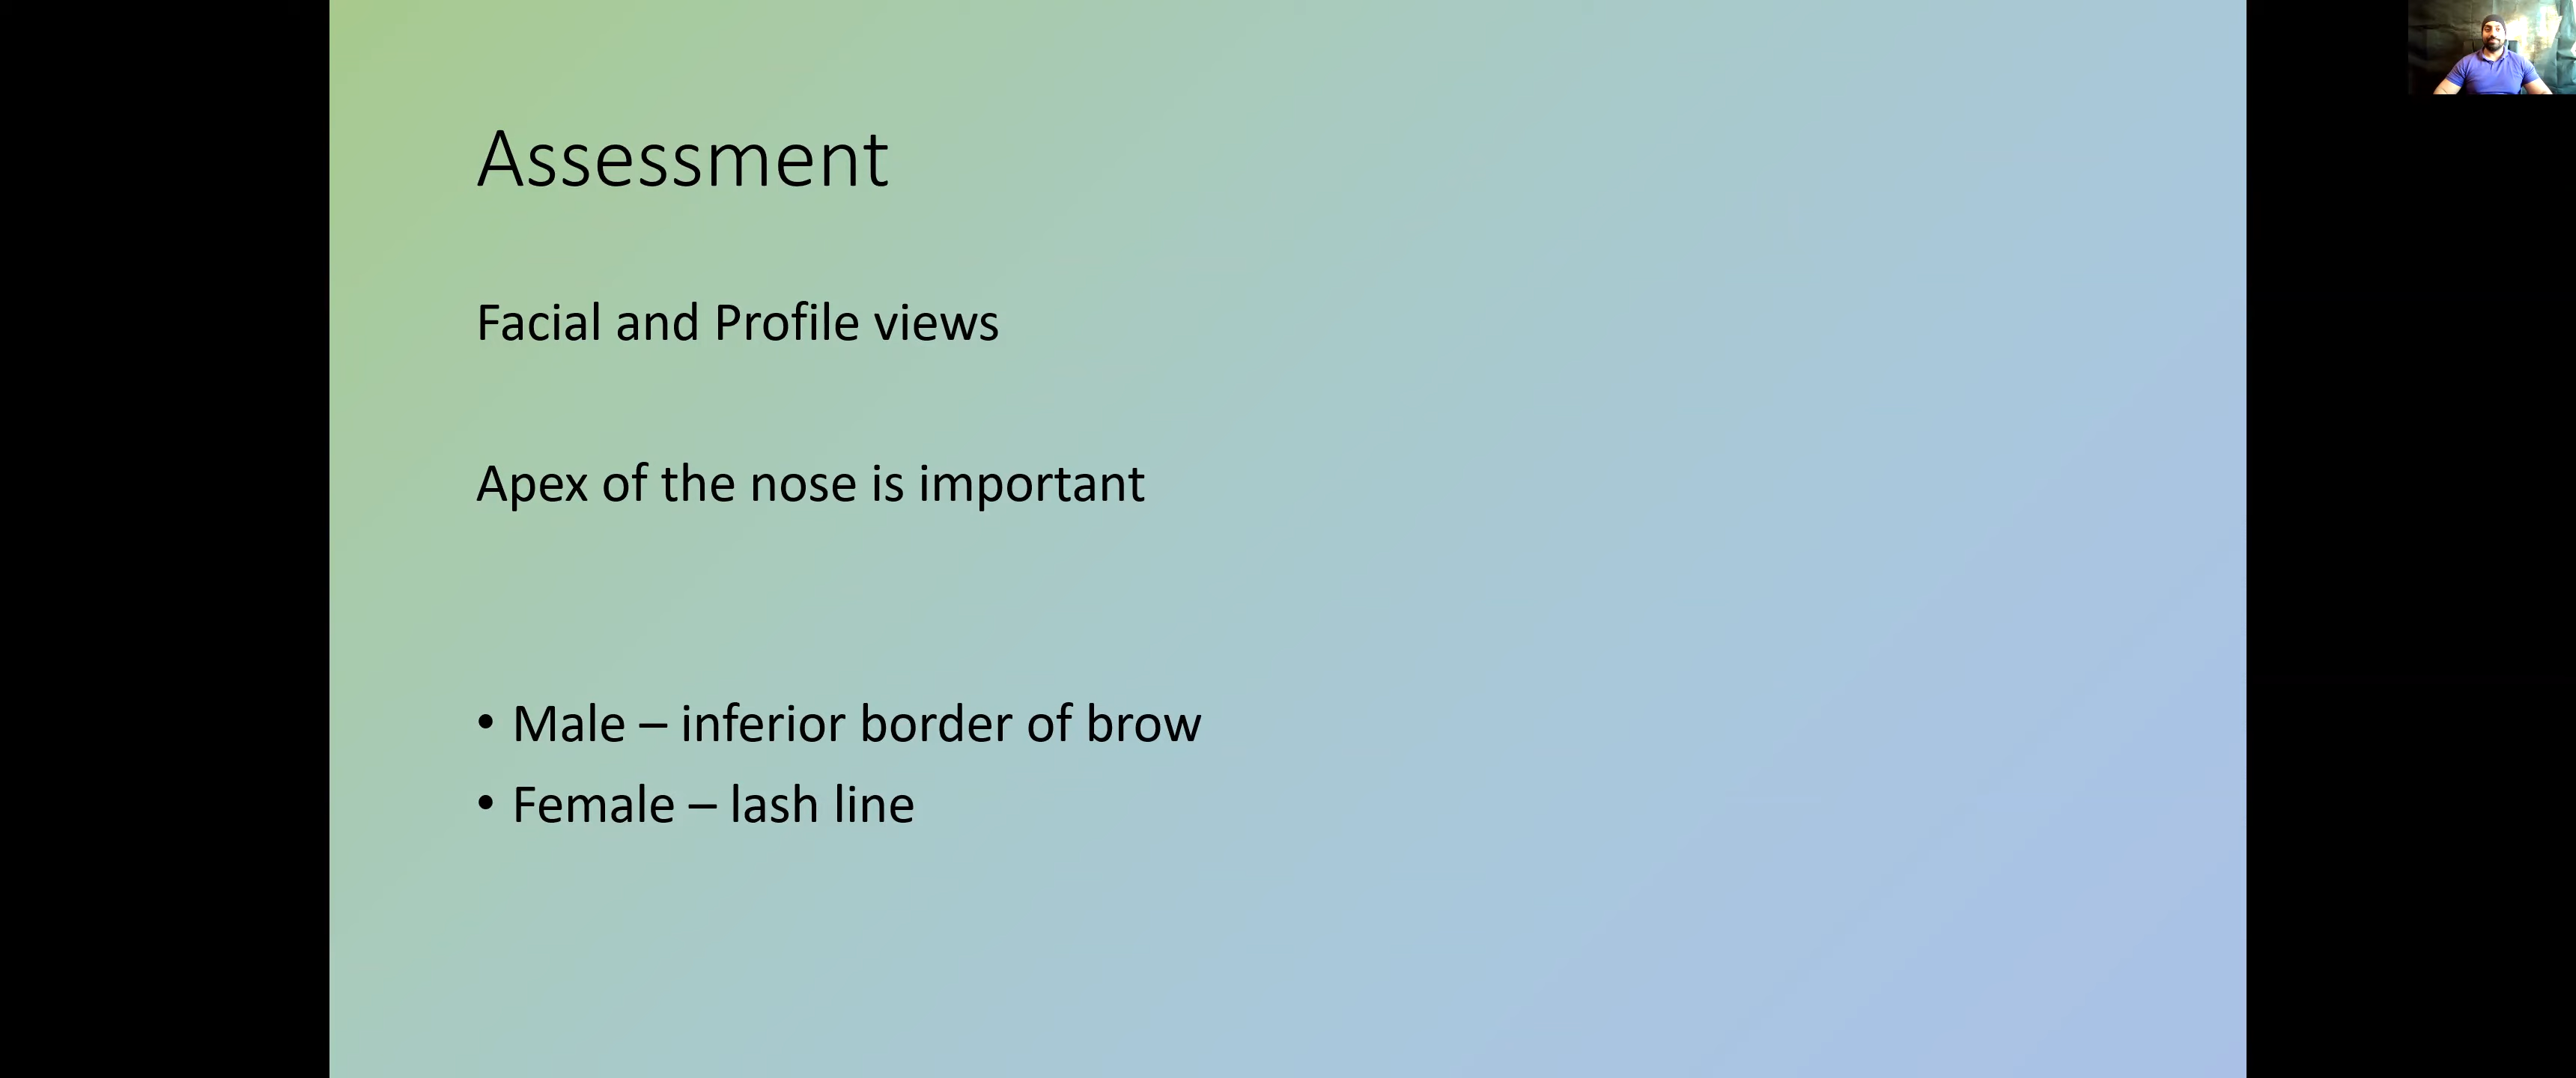 Assessment
Facial and Profile views
Apex of the nose is important
• Male – inferior border of brow
• Female – lash line